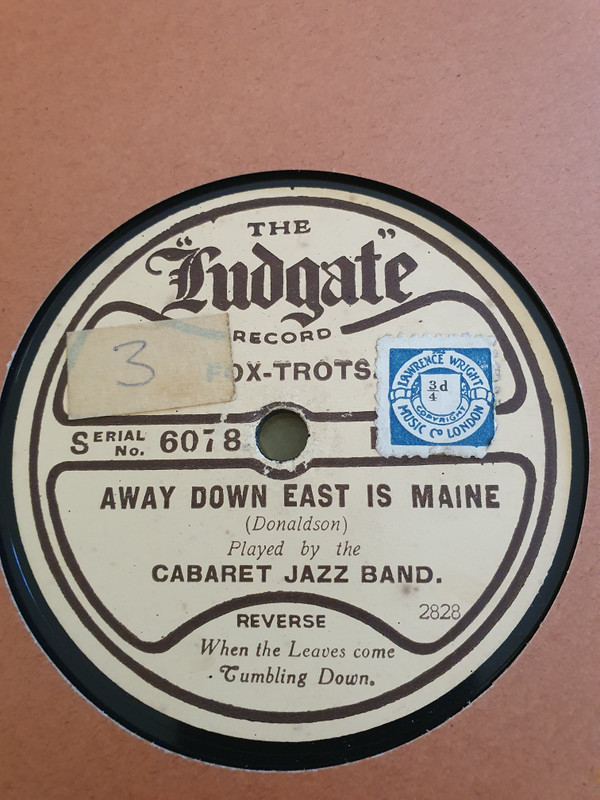 THE
"Ludgate"
RECORD
3
OX-TROTS.
SERIAL No. 6078
LAWRENCE WRIGHT
3d
4
COPYRIGHT
MUSIC Co LONDON
AWAY DOWN EAST IS MAINE
(Donaldson)
Played by the
CABARET JAZZ BAND.
2828
REVERSE
When the Leaves come
Tumbling Down.